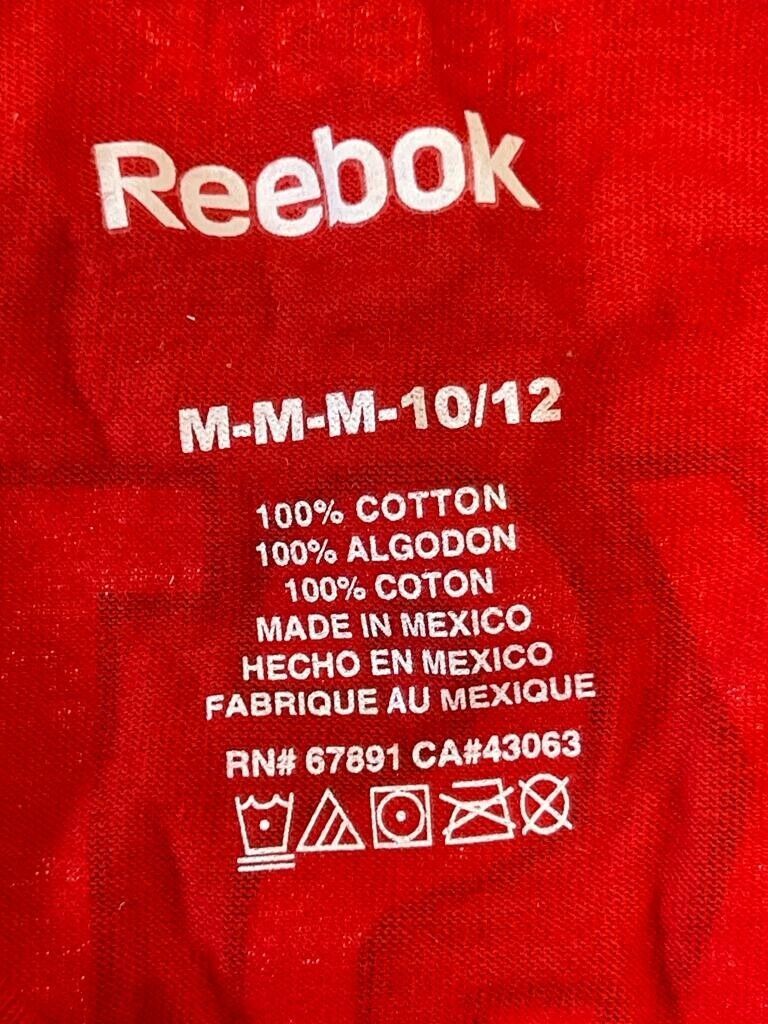 Reebok
M-M-M-10/12
100% COTTON
100% ALGODON
100% COTON
MADE IN MEXICO
HECHO EN MEXICO
FABRIQUE AU MEXIQUE
RN# 67891 CA#43063